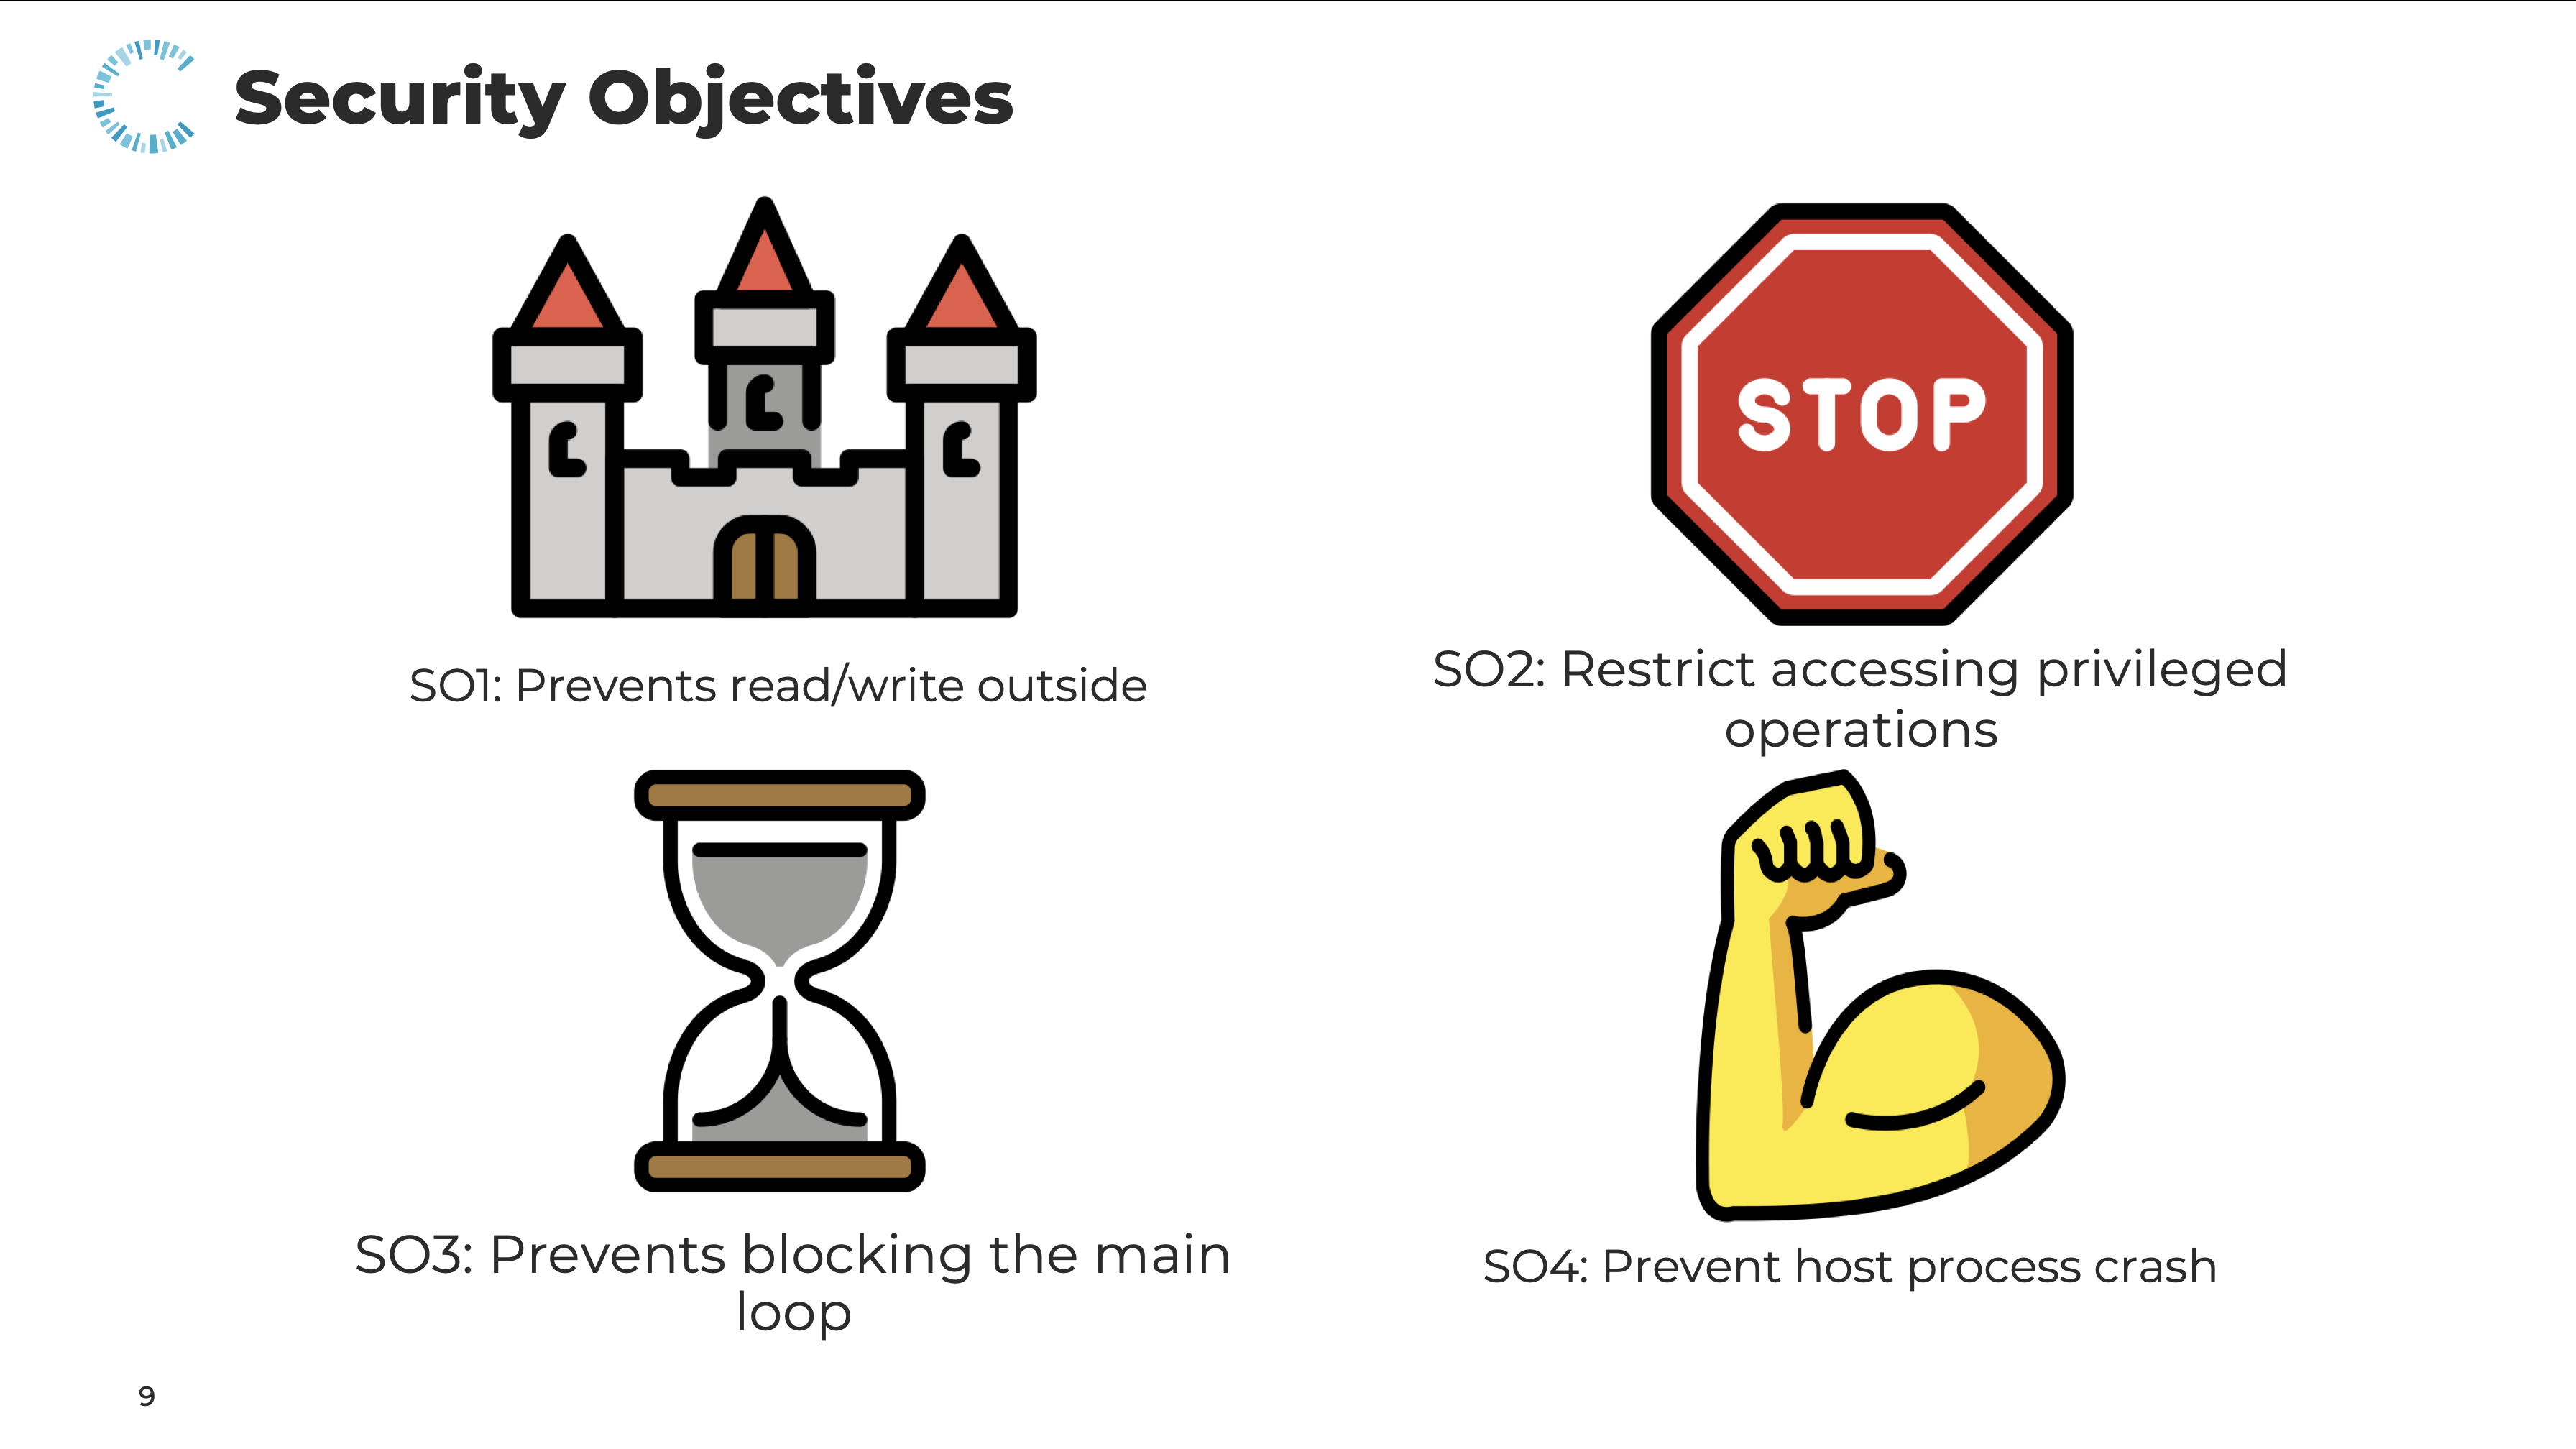 Security Objectives
STOP
SO1: Prevents read/write outside
SO2: Restrict accessing privileged
operations
SO3: Prevents blocking the main
loop
SO4: Prevent host process crash
9